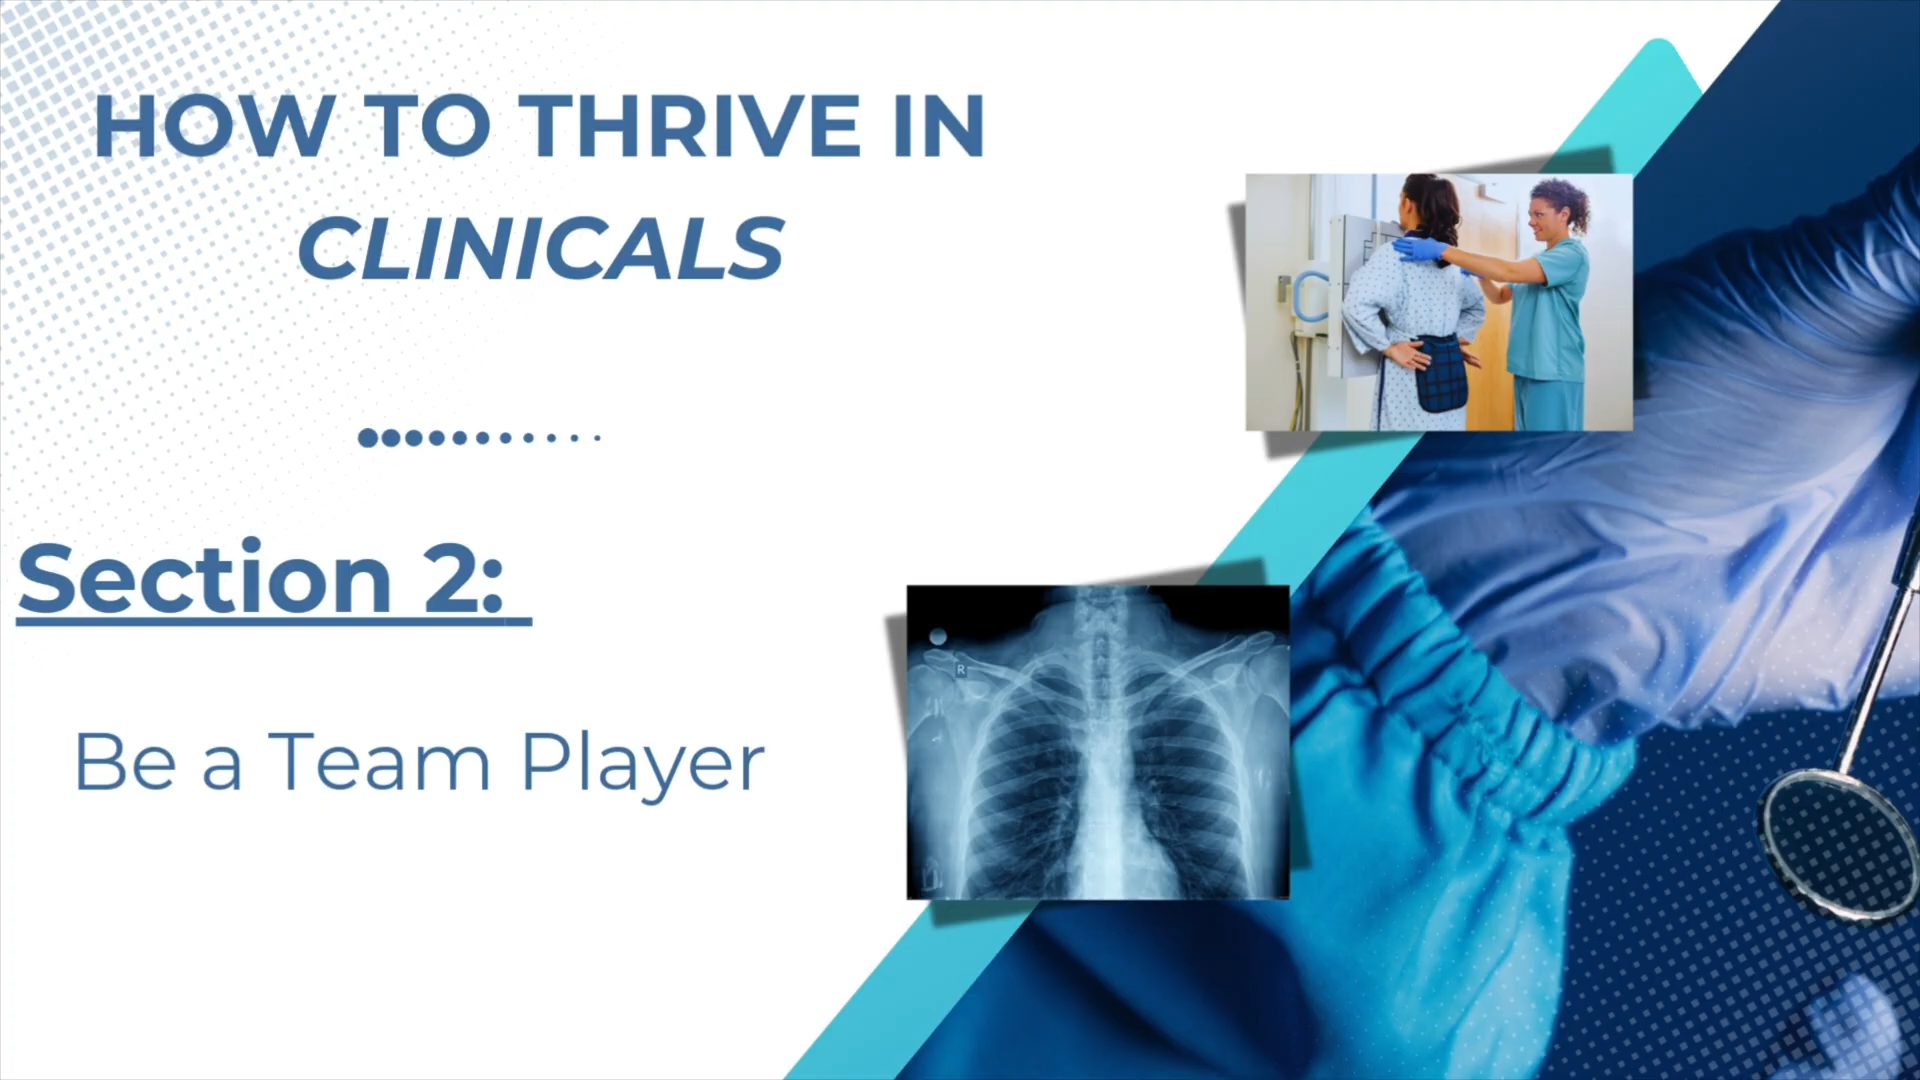 HOW TO THRIVE IN
CLINICALS
Section 2:
Be a Team Player
R